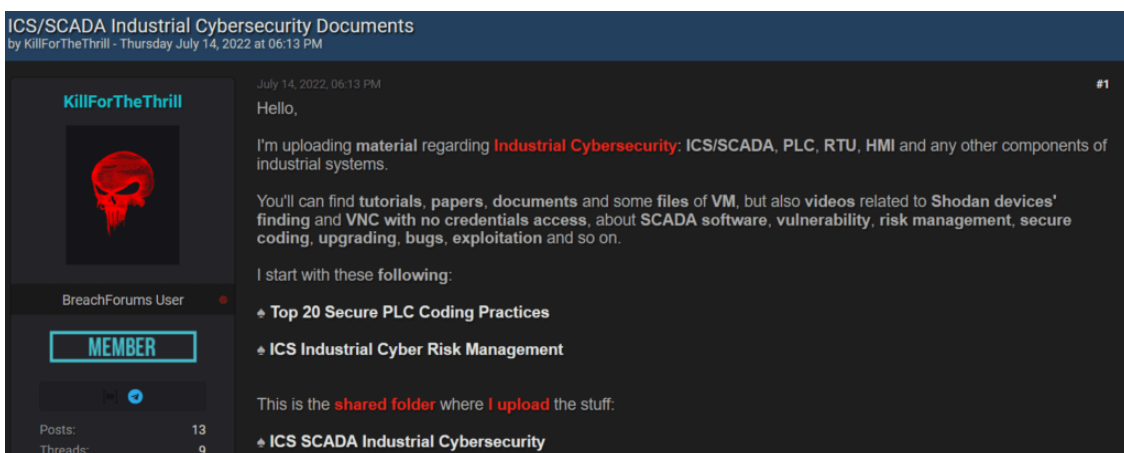 ICS/SCADA Industrial Cybersecurity Documents
by KillForTheThrill - Thursday July 14, 2022 at 06:13 PM
KillForTheThrill
BreachForums User
MEMBER
Posts: 13
Threads: 9
July 14, 2022, 06:13 PM #1
Hello,
I'm uploading material regarding Industrial Cybersecurity: ICS/SCADA, PLC, RTU, HMI and any other components of
industrial systems.
You'll can find tutorials, papers, documents and some files of VM, but also videos related to Shodan devices'
finding and VNC with no credentials access, about SCADA software, vulnerability, risk management, secure
coding, upgrading, bugs, exploitation and so on.
I start with these following:
♠ Top 20 Secure PLC Coding Practices
♠ ICS Industrial Cyber Risk Management
This is the shared folder where I upload the stuff:
♠ ICS SCADA Industrial Cybersecurity